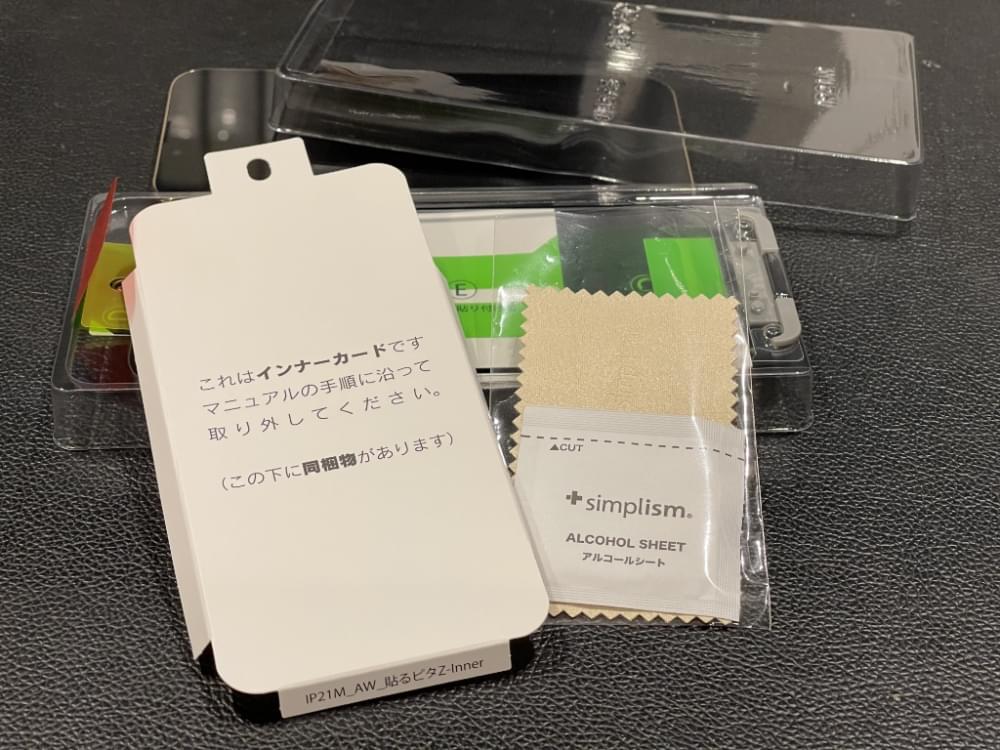 これはインナーカードです
マニュアルの手順に沿って
取り外してください。
(この下に同梱物があります)
IP21M_AW_貼るピタZ-Inner
E
貼り付
▲CUT
simplism®
ALCOHOL SHEET
アルコールシート